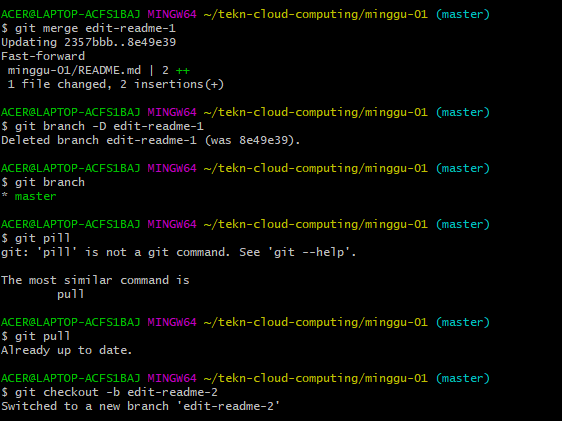 ACER@LAPTOP-ACFS1BAJ MINGW64 ~/tekn-cloud-computing/minggu-01 (master)
$ git merge edit-readme-1
Updating 2357bbb..8e49e39
Fast-forward
 minggu-01/README.md | 2 ++
 1 file changed, 2 insertions(+)

ACER@LAPTOP-ACFS1BAJ MINGW64 ~/tekn-cloud-computing/minggu-01 (master)
$ git branch -D edit-readme-1
Deleted branch edit-readme-1 (was 8e49e39).

ACER@LAPTOP-ACFS1BAJ MINGW64 ~/tekn-cloud-computing/minggu-01 (master)
$ git branch
* master

ACER@LAPTOP-ACFS1BAJ MINGW64 ~/tekn-cloud-computing/minggu-01 (master)
$ git pill
git: 'pill' is not a git command. See 'git --help'.

The most similar command is
        pull

ACER@LAPTOP-ACFS1BAJ MINGW64 ~/tekn-cloud-computing/minggu-01 (master)
$ git pull
Already up to date.

ACER@LAPTOP-ACFS1BAJ MINGW64 ~/tekn-cloud-computing/minggu-01 (master)
$ git checkout -b edit-readme-2
Switched to a new branch 'edit-readme-2'